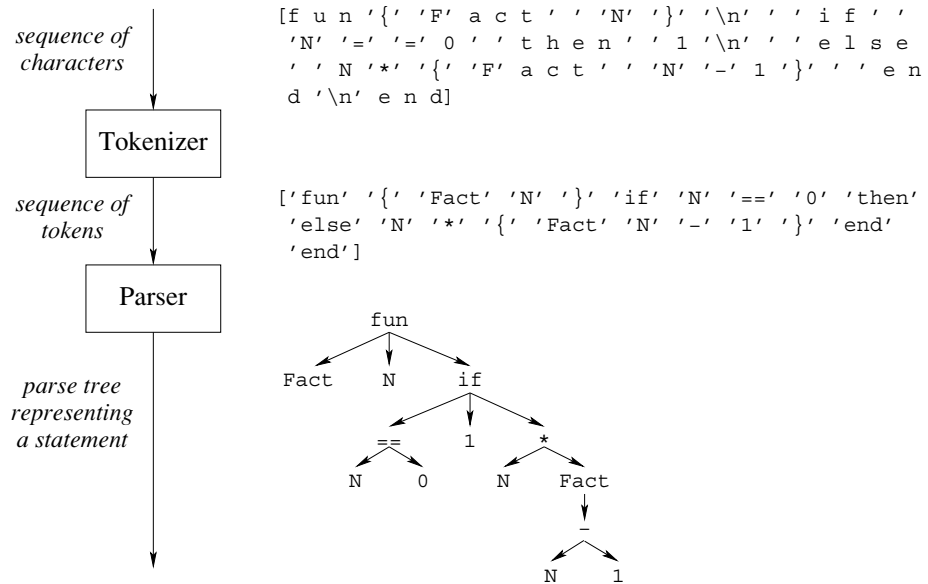 sequence of
characters
[f u n '{' 'F' a c t ' ' 'N' '}' '\n' ' ' i f ' '
'N' '=' '=' 0 ' ' t h e n ' ' 1 '\n' ' ' e l s e
' ' N '*' '{' 'F' a c t ' ' 'N' '-' 1 '}' ' ' e n
d '\n' e n d]
Tokenizer
sequence of
tokens
['fun' '{' 'Fact' 'N' '}' 'if' 'N' '==' '0' 'then'
'else' 'N' '*' '{' 'Fact' 'N' '-' '1' '}' 'end'
'end']
Parser
parse tree
representing
a statement
fun
Fact N if
== 1 *
N 0 N Fact
-
N 1